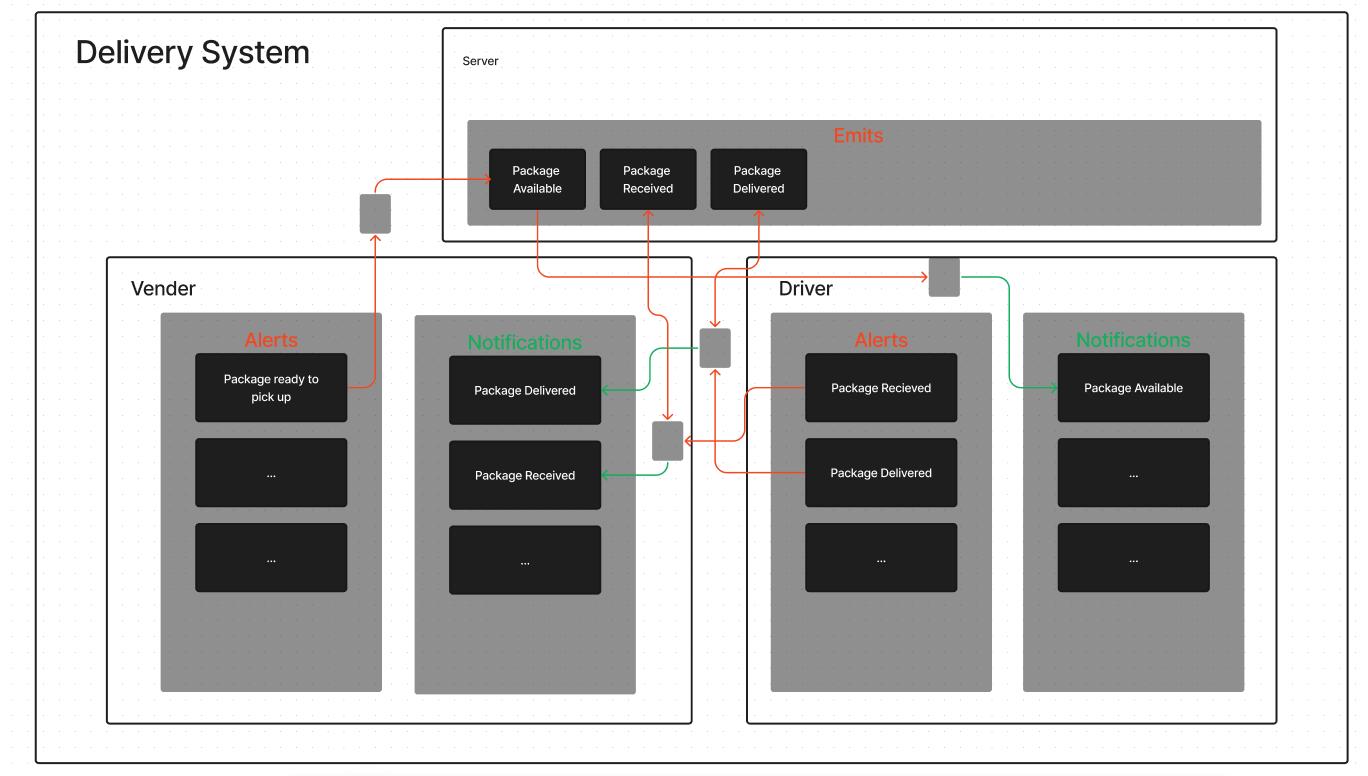 Delivery System
Server
Emits
Package
Available
Package
Received
Package
Delivered
Vender
Alerts
Package ready to
pick up
...
...
Notifications
Package Delivered
Package Received
...
Driver
Alerts
Package Recieved
Package Delivered
...
Notifications
Package Available
...
...